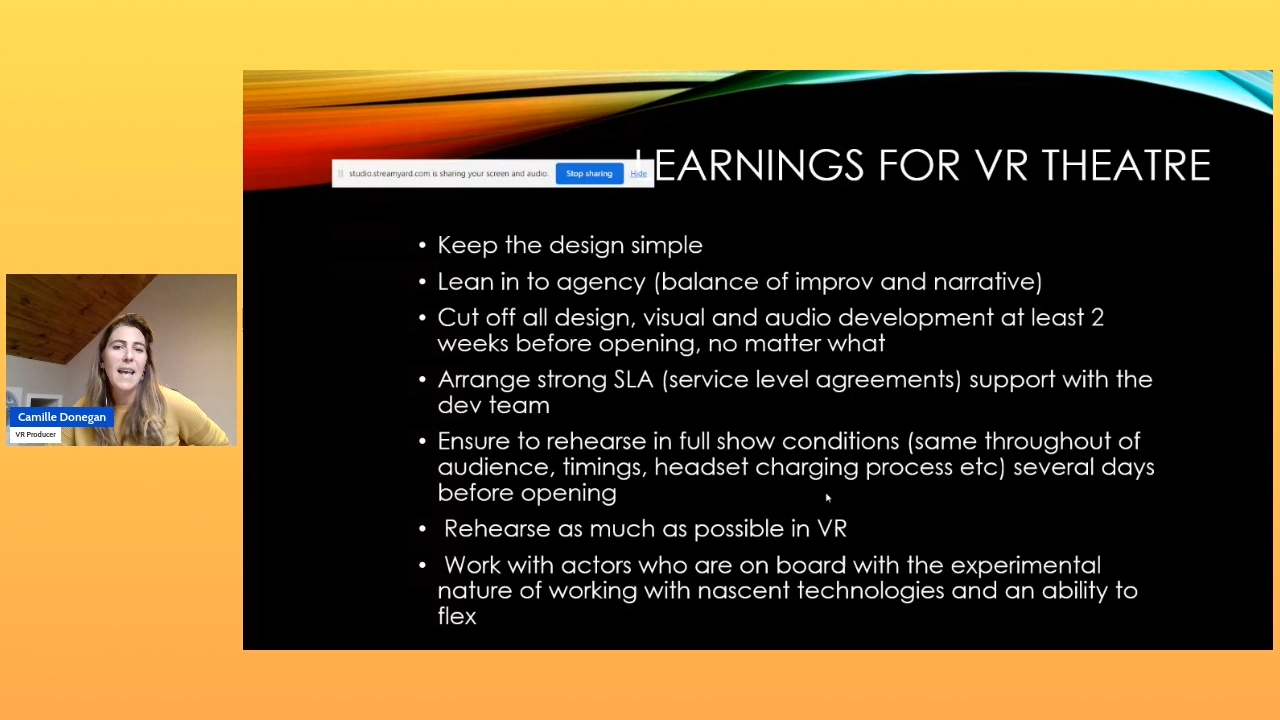 LEARNINGS FOR VR THEATRE
studio.streamyard.com is sharing your screen and audio.
Stop sharing
Hide
• Keep the design simple
• Lean in to agency (balance of improv and narrative)
• Cut off all design, visual and audio development at least 2
weeks before opening, no matter what
• Arrange strong SLA (service level agreements) support with the
dev team
• Ensure to rehearse in full show conditions (same throughout of
audience, timings, headset charging process etc) several days
before opening
• Rehearse as much as possible in VR
• Work with actors who are on board with the experimental
nature of working with nascent technologies and an ability to
flex
Camille Donegan
VR Producer